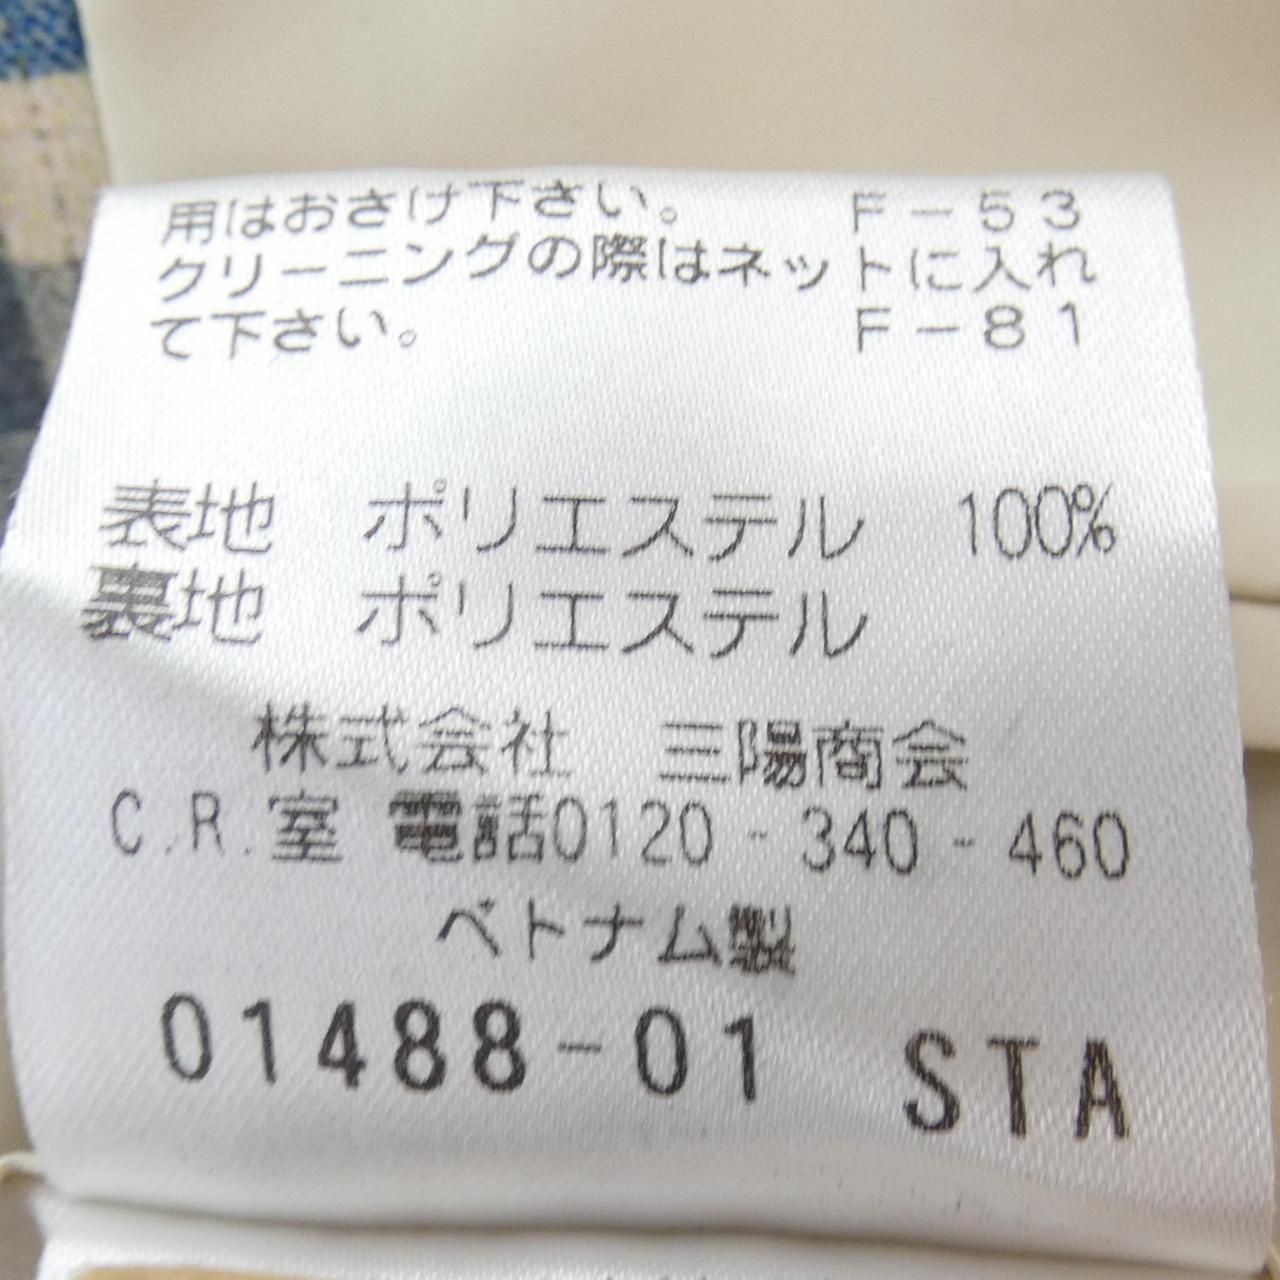 用はおさけ下さい。 F-53
クリーニングの際はネットに入れ
て下さい。 F-81
表地 ポリエステル 100%
裏地 ポリエステル
株式会社 三陽商会
C.R.室 電話0120-340-460
ベトナム製
01488-01 STA